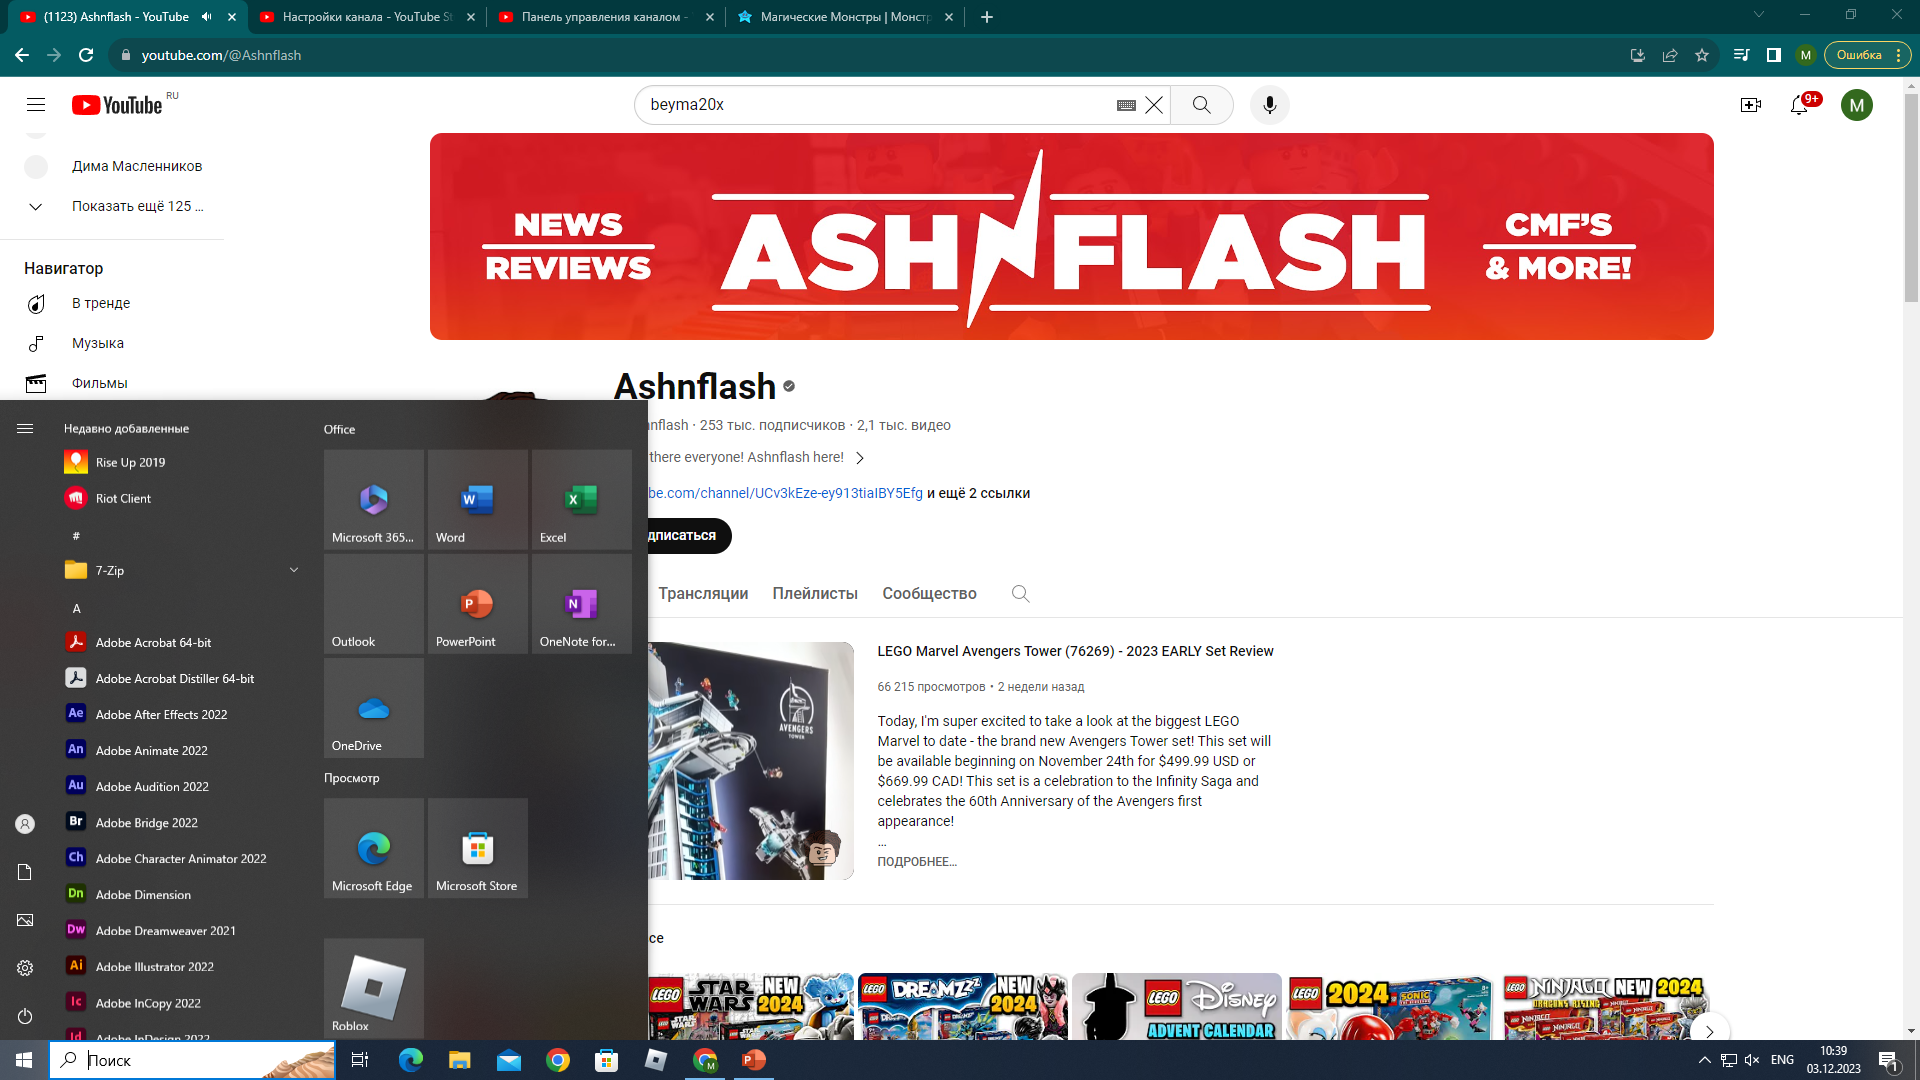 (1123) Ashnflash - YouTube
Настройки канала - YouTube St
Панель управления каналом -
Магические Монстры | Монстр
youtube.com/@Ashnflash
M
Ошибка
YouTube RU
beyma20x
9+
M
Дима Масленников
Показать ещё 125 ...
Навигатор
В тренде
Музыка
Фильмы
NEWS
REVIEWS
ASHNFLASH
CMF'S
& MORE!
Ashnflash
nflash · 253 тыс. подписчиков · 2,1 тыс. видео
there everyone! Ashnflash here!
be.com/channel/UCv3kEze-ey913tiaIBY5Efg и ещё 2 ссылки
дписаться
Трансляции
Плейлисты
Сообщество
AVENGERS
TOWER
LEGO Marvel Avengers Tower (76269) - 2023 EARLY Set Review
66 215 просмотров • 2 недели назад
Today, I'm super excited to take a look at the biggest LEGO
Marvel to date - the brand new Avengers Tower set! This set will
be available beginning on November 24th for $499.99 USD or
$669.99 CAD! This set is a celebration to the Infinity Saga and
celebrates the 60th Anniversary of the Avengers first
appearance!
...
ПОДРОБНЕЕ...
ce
LEGO STAR WARS NEW 2024
LEGO DREAMZZZ NEW 2024
LEGO Disney ADVENT CALENDAR
LEGO 2024 SONIC
LEGO NINJAGO DRAGONS RISING NEW 2024
Недавно добавленные
Rise Up 2019
Riot Client
#
7-Zip
A
Adobe Acrobat 64-bit
Adobe Acrobat Distiller 64-bit
Adobe After Effects 2022
Adobe Animate 2022
Adobe Audition 2022
Adobe Bridge 2022
Adobe Character Animator 2022
Adobe Dimension
Adobe Dreamweaver 2021
Adobe Illustrator 2022
Adobe InCopy 2022
Adobe InDesign 2022
Office
Microsoft 365...
Word
Excel
Outlook
PowerPoint
OneNote for...
OneDrive
Просмотр
Microsoft Edge
Microsoft Store
Roblox
Поиск
ENG
10:39
03.12.2023
1